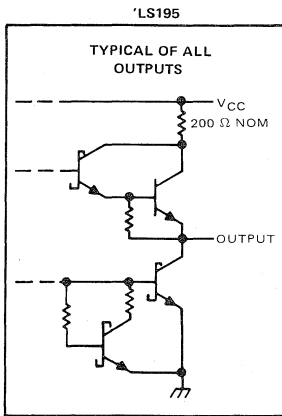 'LS195
TYPICAL OF ALL
OUTPUTS
VCC
200 Ω NOM
OUTPUT